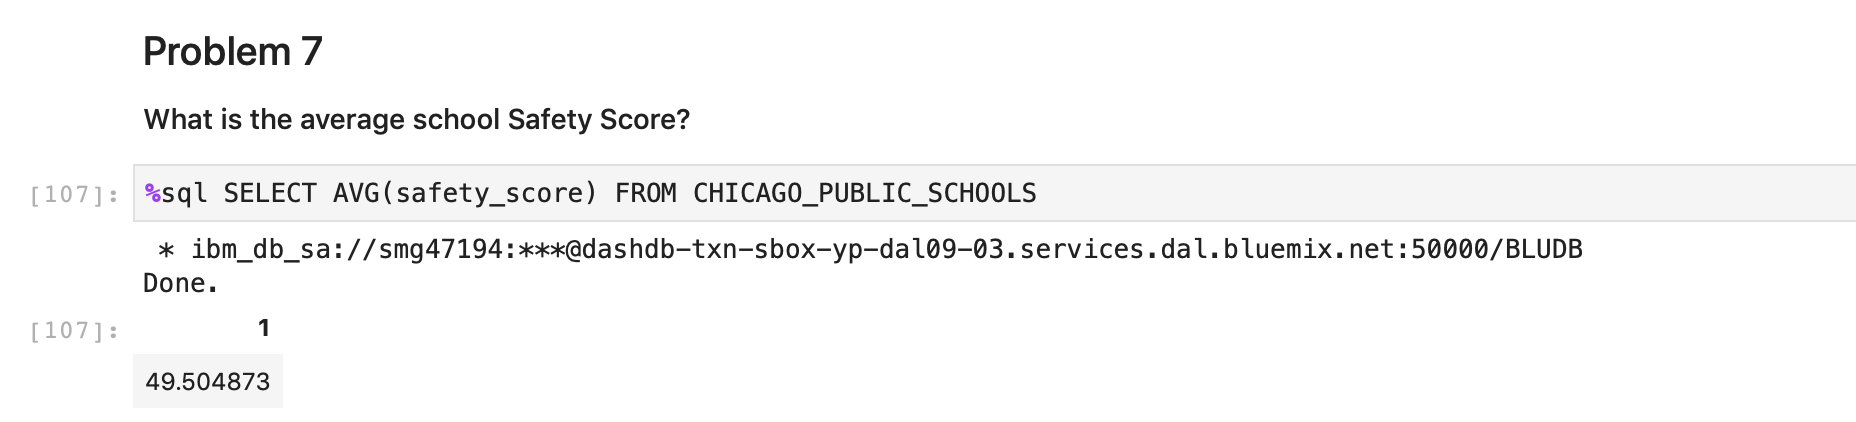 Problem 7
What is the average school Safety Score?
[107]: %sql SELECT AVG(safety_score) FROM CHICAGO_PUBLIC_SCHOOLS
* ibm_db_sa://smg47194:***@dashdb-txn-sbox-yp-dal09-03.services.dal.bluemix.net:50000/BLUDB
Done.
[107]: 1
49.504873